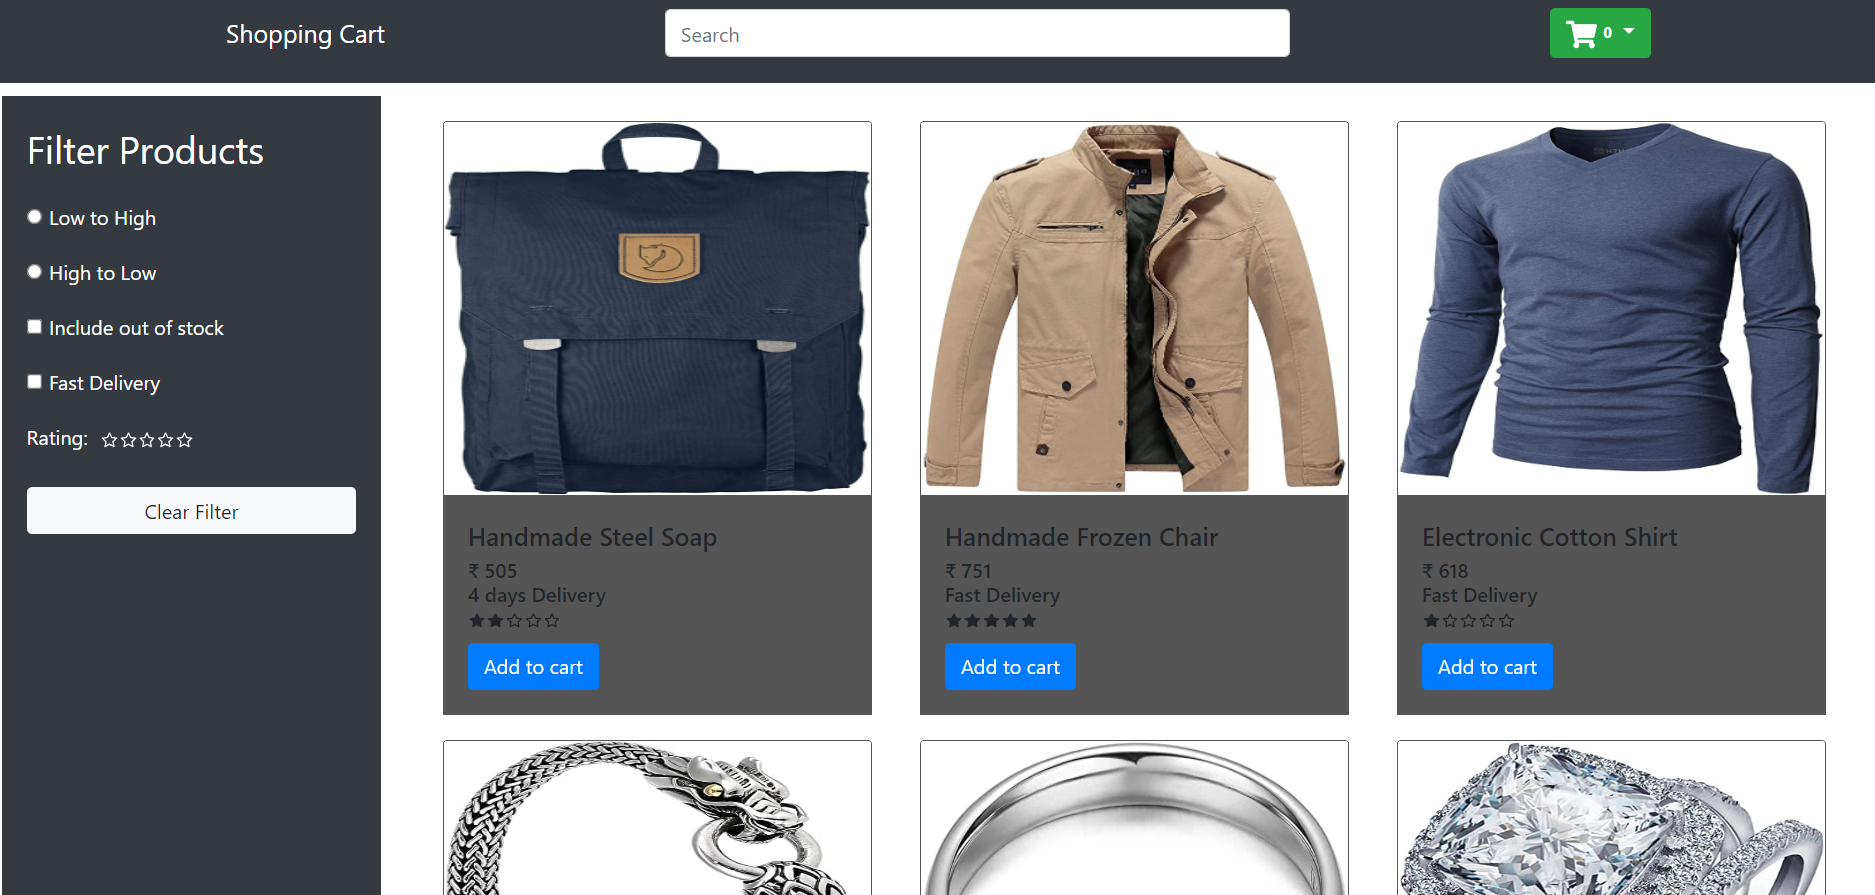 Shopping Cart
Search
0
Filter Products
Low to High
High to Low
Include out of stock
Fast Delivery
Rating:
Clear Filter
Handmade Steel Soap
₹ 505
4 days Delivery
Add to cart
Handmade Frozen Chair
₹ 751
Fast Delivery
Add to cart
Electronic Cotton Shirt
₹ 618
Fast Delivery
Add to cart